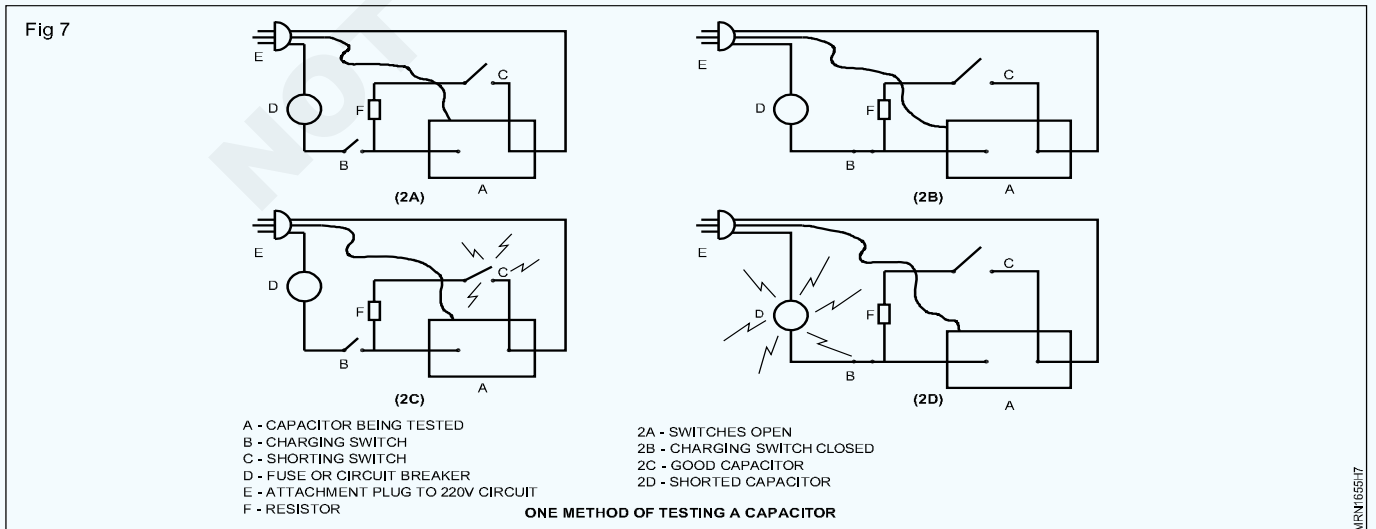 Fig 7
NOT
E
D
F
C
B
A
(2A)
E
D
F
C
B
A
(2B)
E
D
F
C
B
A
(2C)
E
D
F
C
B
A
(2D)
A - CAPACITOR BEING TESTED
B - CHARGING SWITCH
C - SHORTING SWITCH
D - FUSE OR CIRCUIT BREAKER
E - ATTACHMENT PLUG TO 220V CIRCUIT
F - RESISTOR
2A - SWITCHES OPEN
2B - CHARGING SWITCH CLOSED
2C - GOOD CAPACITOR
2D - SHORTED CAPACITOR
ONE METHOD OF TESTING A CAPACITOR
MRN1655H7